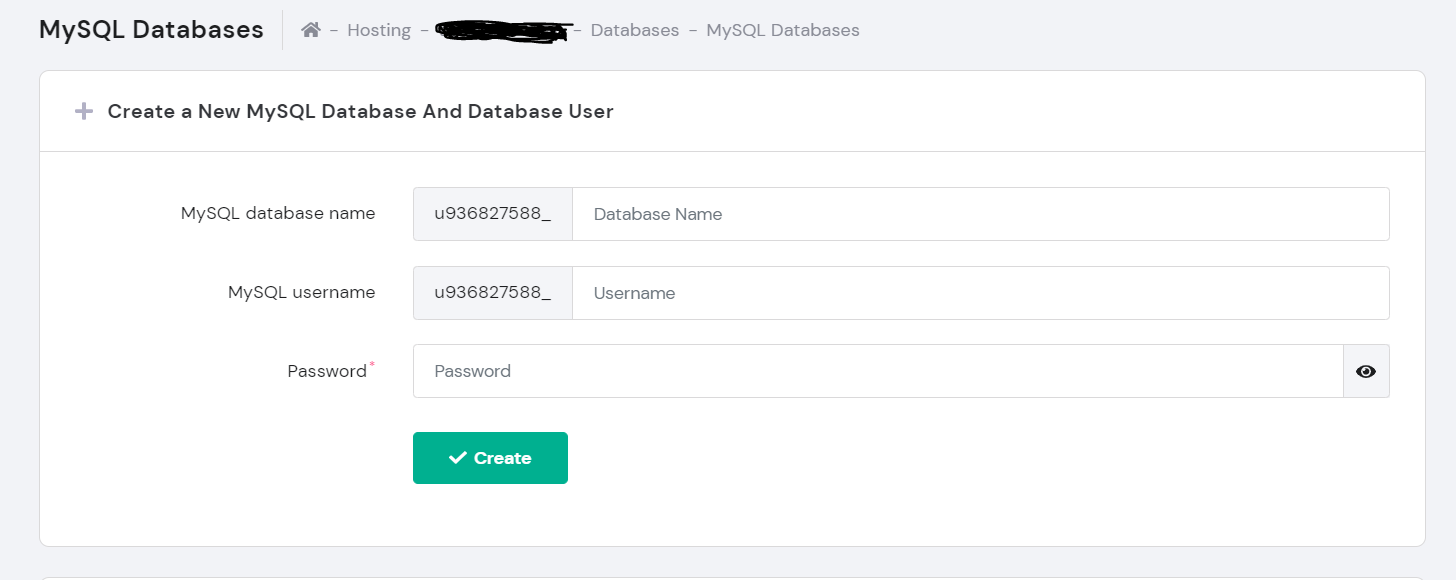 MySQL Databases - Hosting - - Databases - MySQL Databases
Create a New MySQL Database And Database User
MySQL database name u936827588_ Database Name
MySQL username u936827588_ Username
Password* Password
Create